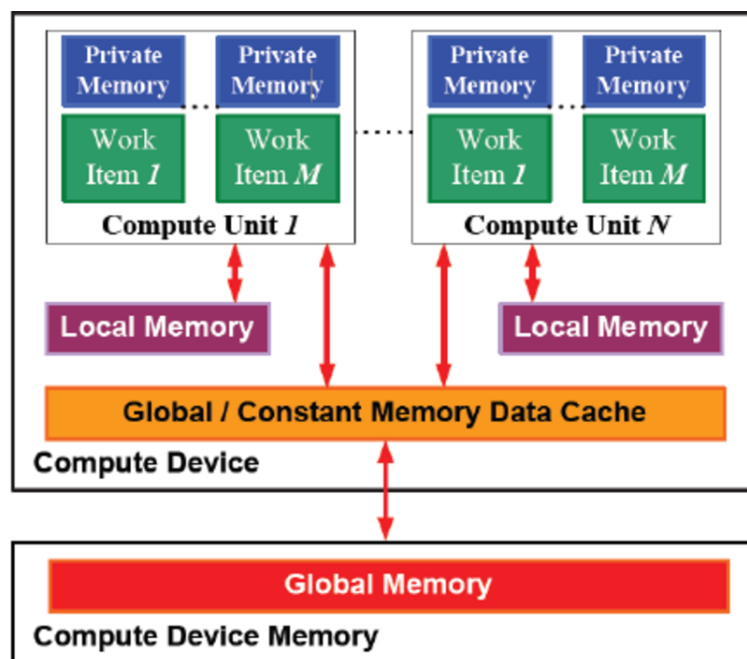 Private Memory
Private Memory
Private Memory
Private Memory
Work Item 1
Work Item M
Work Item 1
Work Item M
Compute Unit 1
Compute Unit N
Local Memory
Local Memory
Global / Constant Memory Data Cache
Compute Device
Global Memory
Compute Device Memory